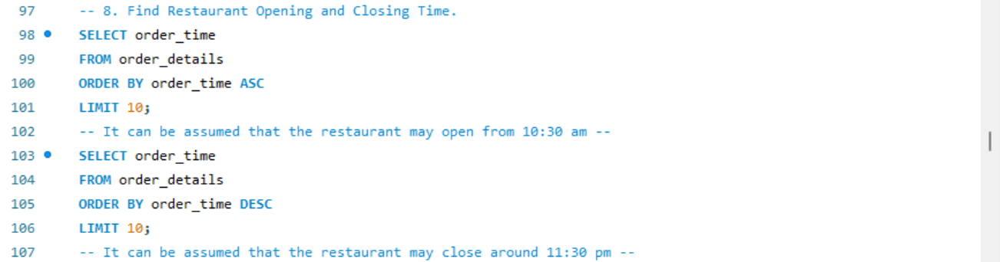 97 -- 8. Find Restaurant Opening and Closing Time.
98 SELECT order_time
99 FROM order_details
100 ORDER BY order_time ASC
101 LIMIT 10;
102 -- It can be assumed that the restaurant may open from 10:30 am --
103 SELECT order_time
104 FROM order_details
105 ORDER BY order_time DESC
106 LIMIT 10;
107 -- It can be assumed that the restaurant may close around 11:30 pm --